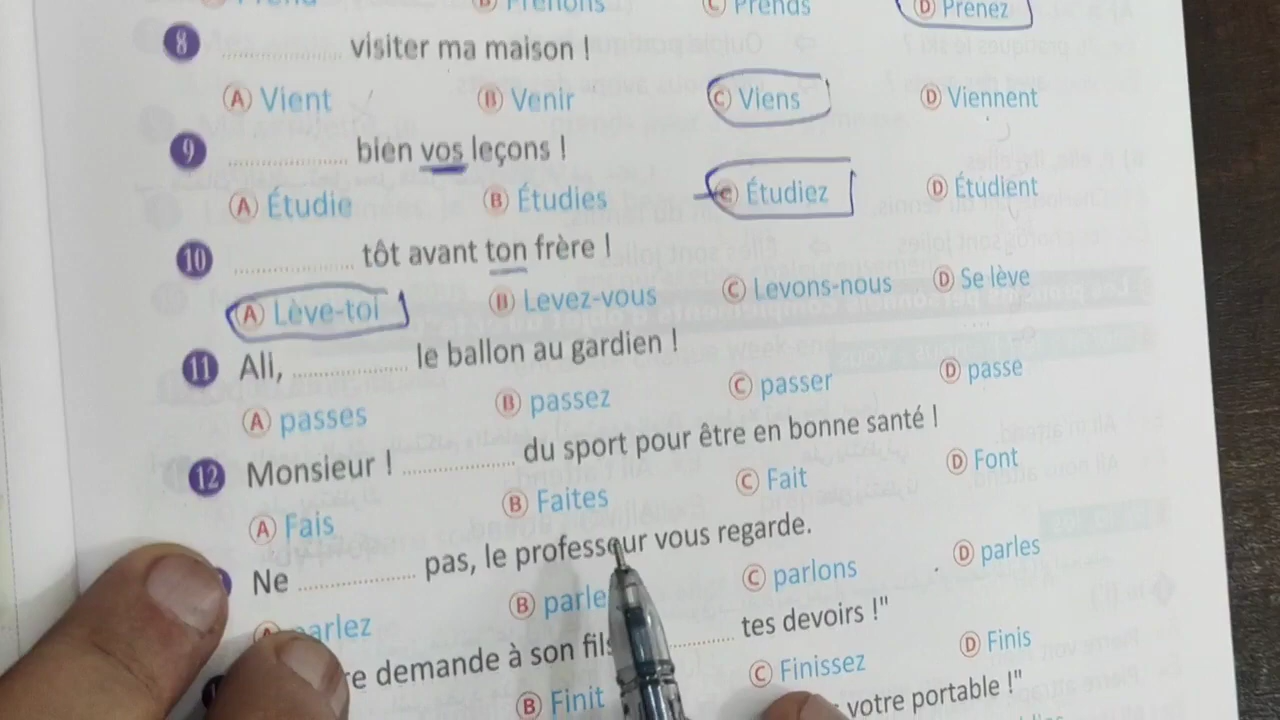 Prenons Prends D Prenez
8 .................... visiter ma maison !
A Vient B Venir C Viens D Viennent
9 .................... bien vos leçons !
A Étudie B Étudies C Étudiez D Étudient
10 .................... tôt avant ton frère !
A Lève-toi B Levez-vous C Levons-nous D Se lève
11 Ali, .................... le ballon au gardien !
A passes B passez C passer D passe
12 Monsieur ! .................... du sport pour être en bonne santé !
A Fais B Faites C Fait D Font
Ne .................... pas, le professeur vous regarde.
B C parlons D parles
demande à son fils .................... tes devoirs !"
B Finit C Finissez D Finis
votre portable !"